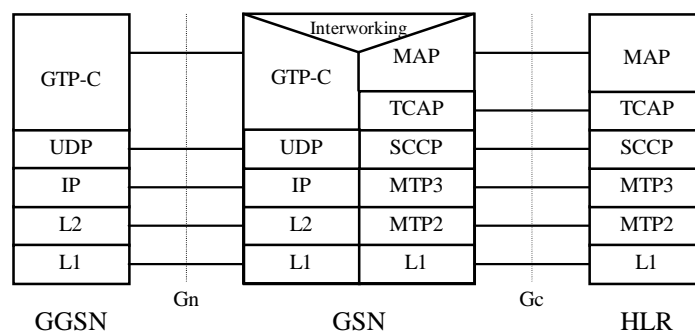 Interworking
GTP-C GTP-C MAP MAP
TCAP TCAP
UDP UDP SCCP SCCP
IP IP MTP3 MTP3
L2 L2 MTP2 MTP2
L1 L1 L1 L1
Gn Gc
GGSN GSN HLR